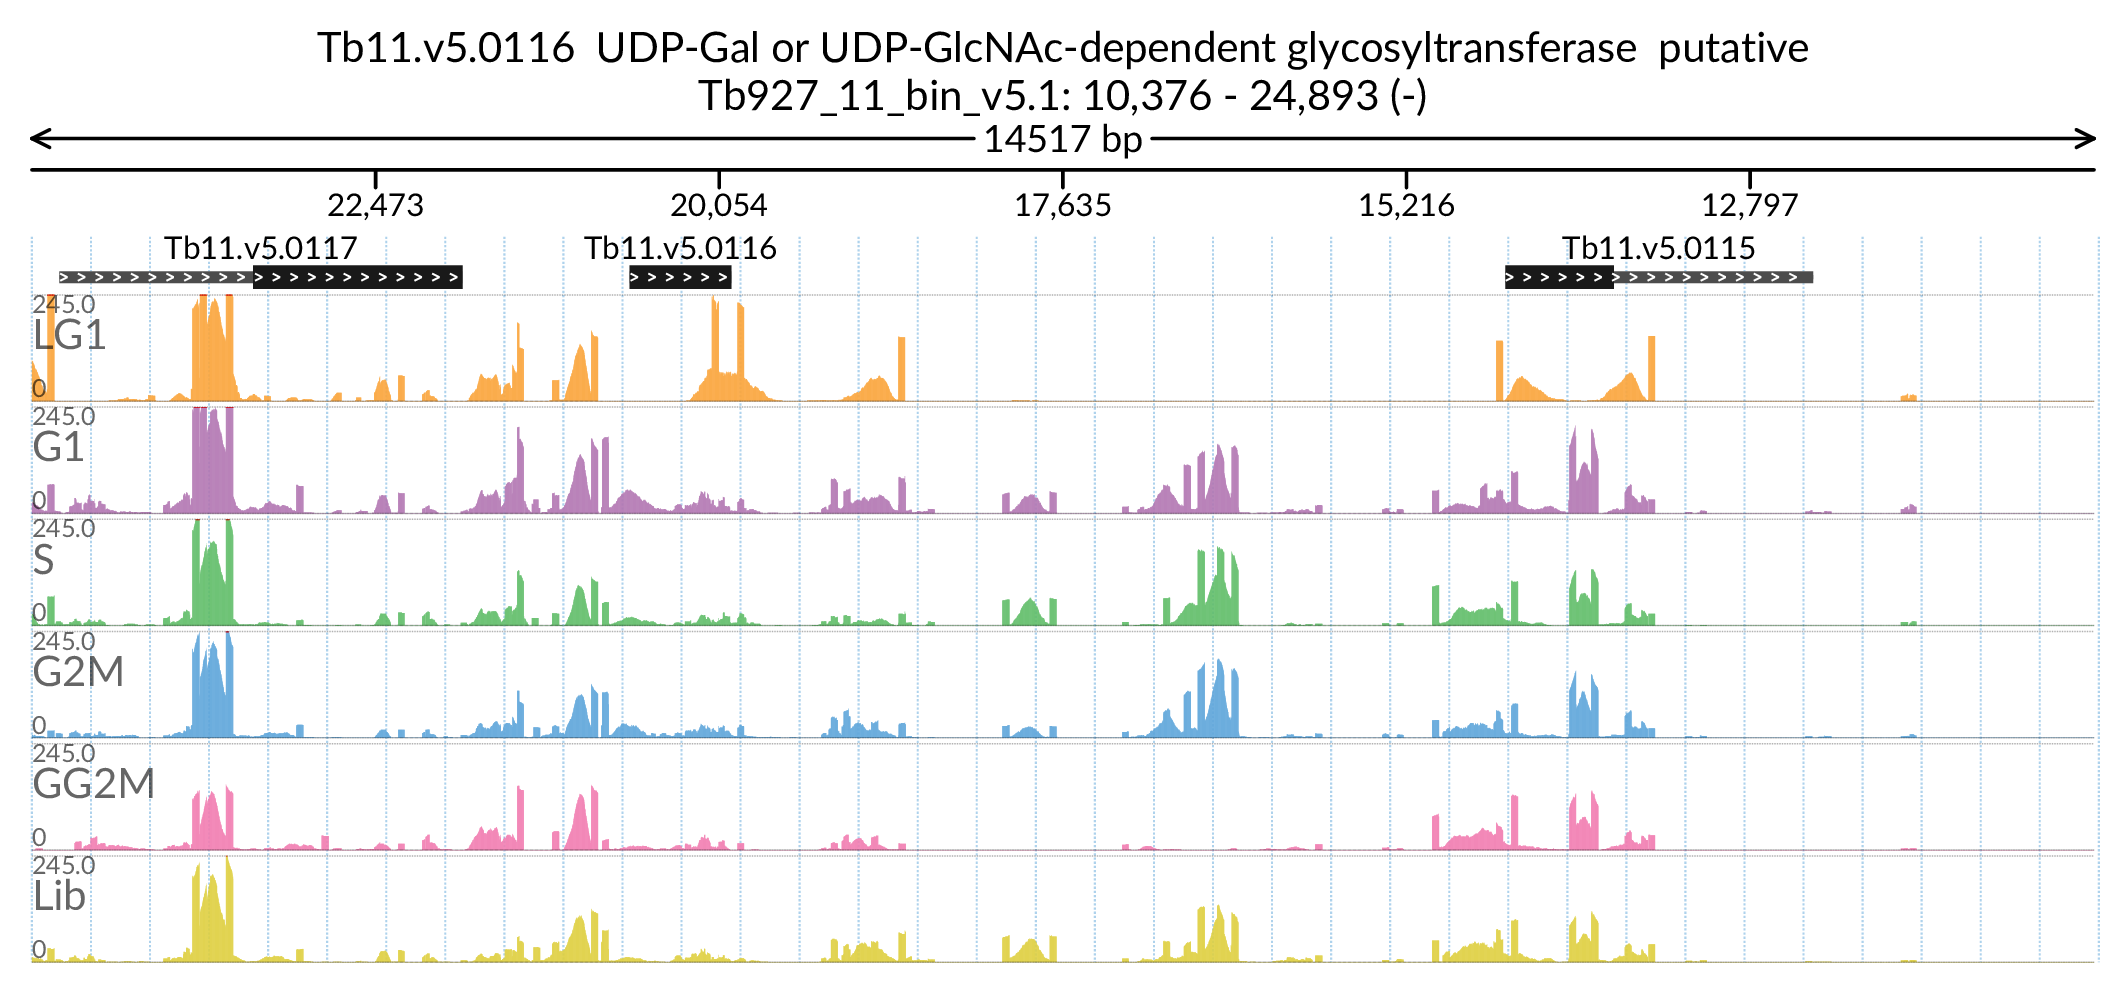 Tb11.v5.0116 UDP-Gal or UDP-GlcNAc-dependent glycosyltransferase putative
Tb927_11_bin_v5.1: 10,376 - 24,893 (-)
14517 bp
22,473 20,054 17,635 15,216 12,797
Tb11.v5.0117 Tb11.v5.0116 Tb11.v5.0115
245.0
LG1
0
245.0
G1
0
245.0
S
0
245.0
G2M
0
245.0
GG2M
0
245.0
Lib
0